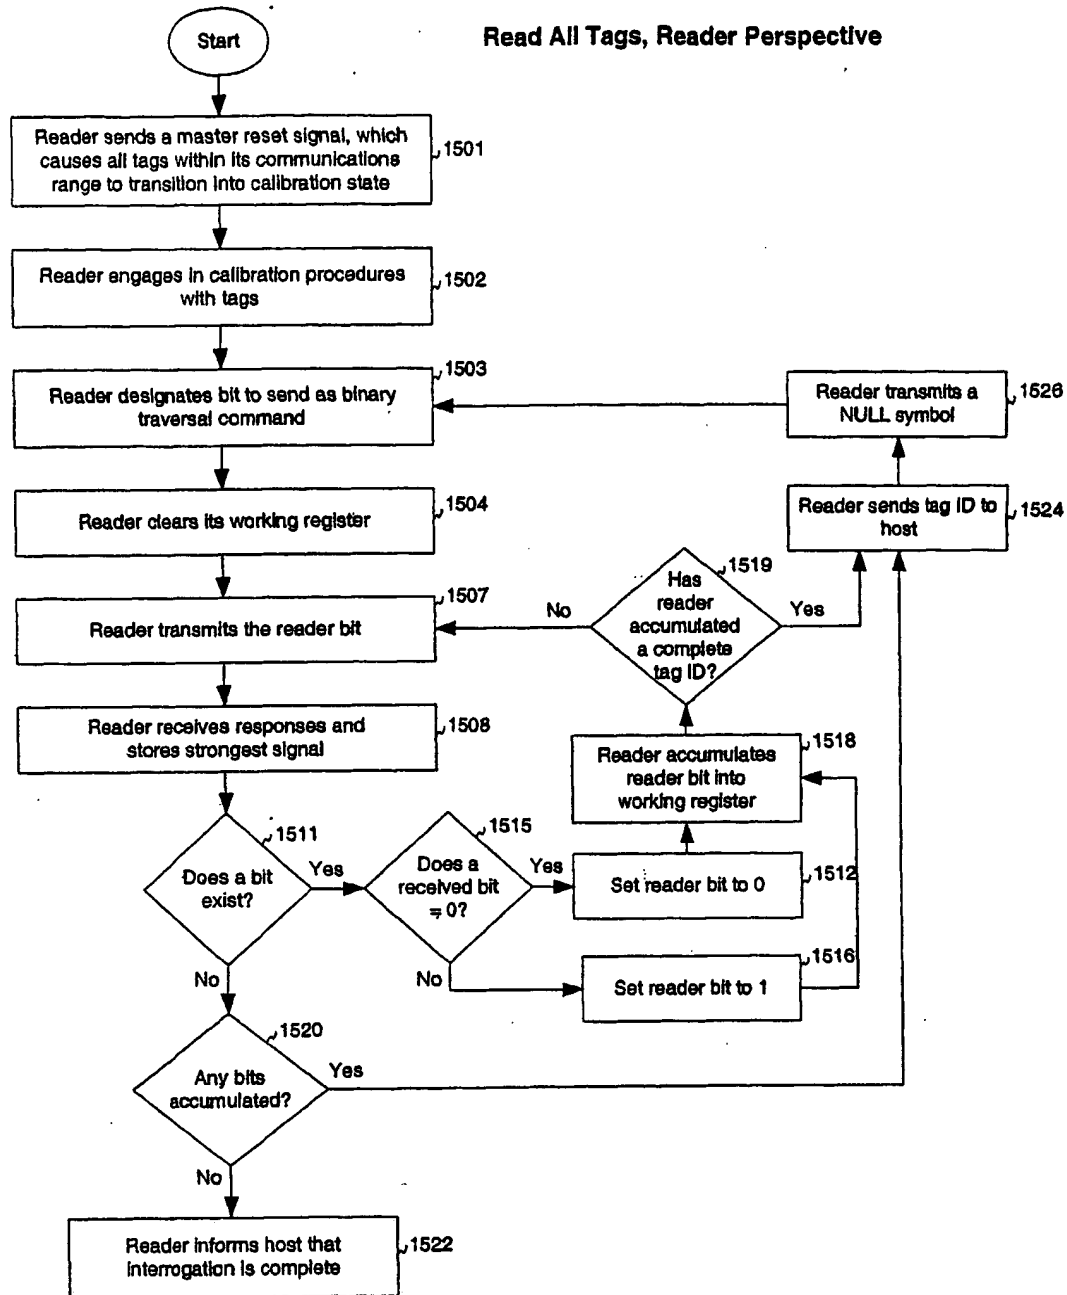 Start
Read All Tags, Reader Perspective
Reader sends a master reset signal, which
causes all tags within its communications
range to transition into calibration state
1501
Reader engages in calibration procedures
with tags
1502
Reader designates bit to send as binary
traversal command
1503
Reader transmits a
NULL symbol
1526
Reader clears its working register
1504
Reader sends tag ID to
host
1524
Reader transmits the reader bit
1507
Has
reader
accumulated
a complete
tag ID?
1519
No
Yes
Reader receives responses and
stores strongest signal
1508
Reader accumulates
reader bit into
working register
1518
Does a bit
exist?
1511
Yes
No
Does a
received bit
= 0?
1515
Yes
No
Set reader bit to 0
1512
Set reader bit to 1
1516
Any bits
accumulated?
1520
Yes
No
Reader informs host that
interrogation is complete
1522